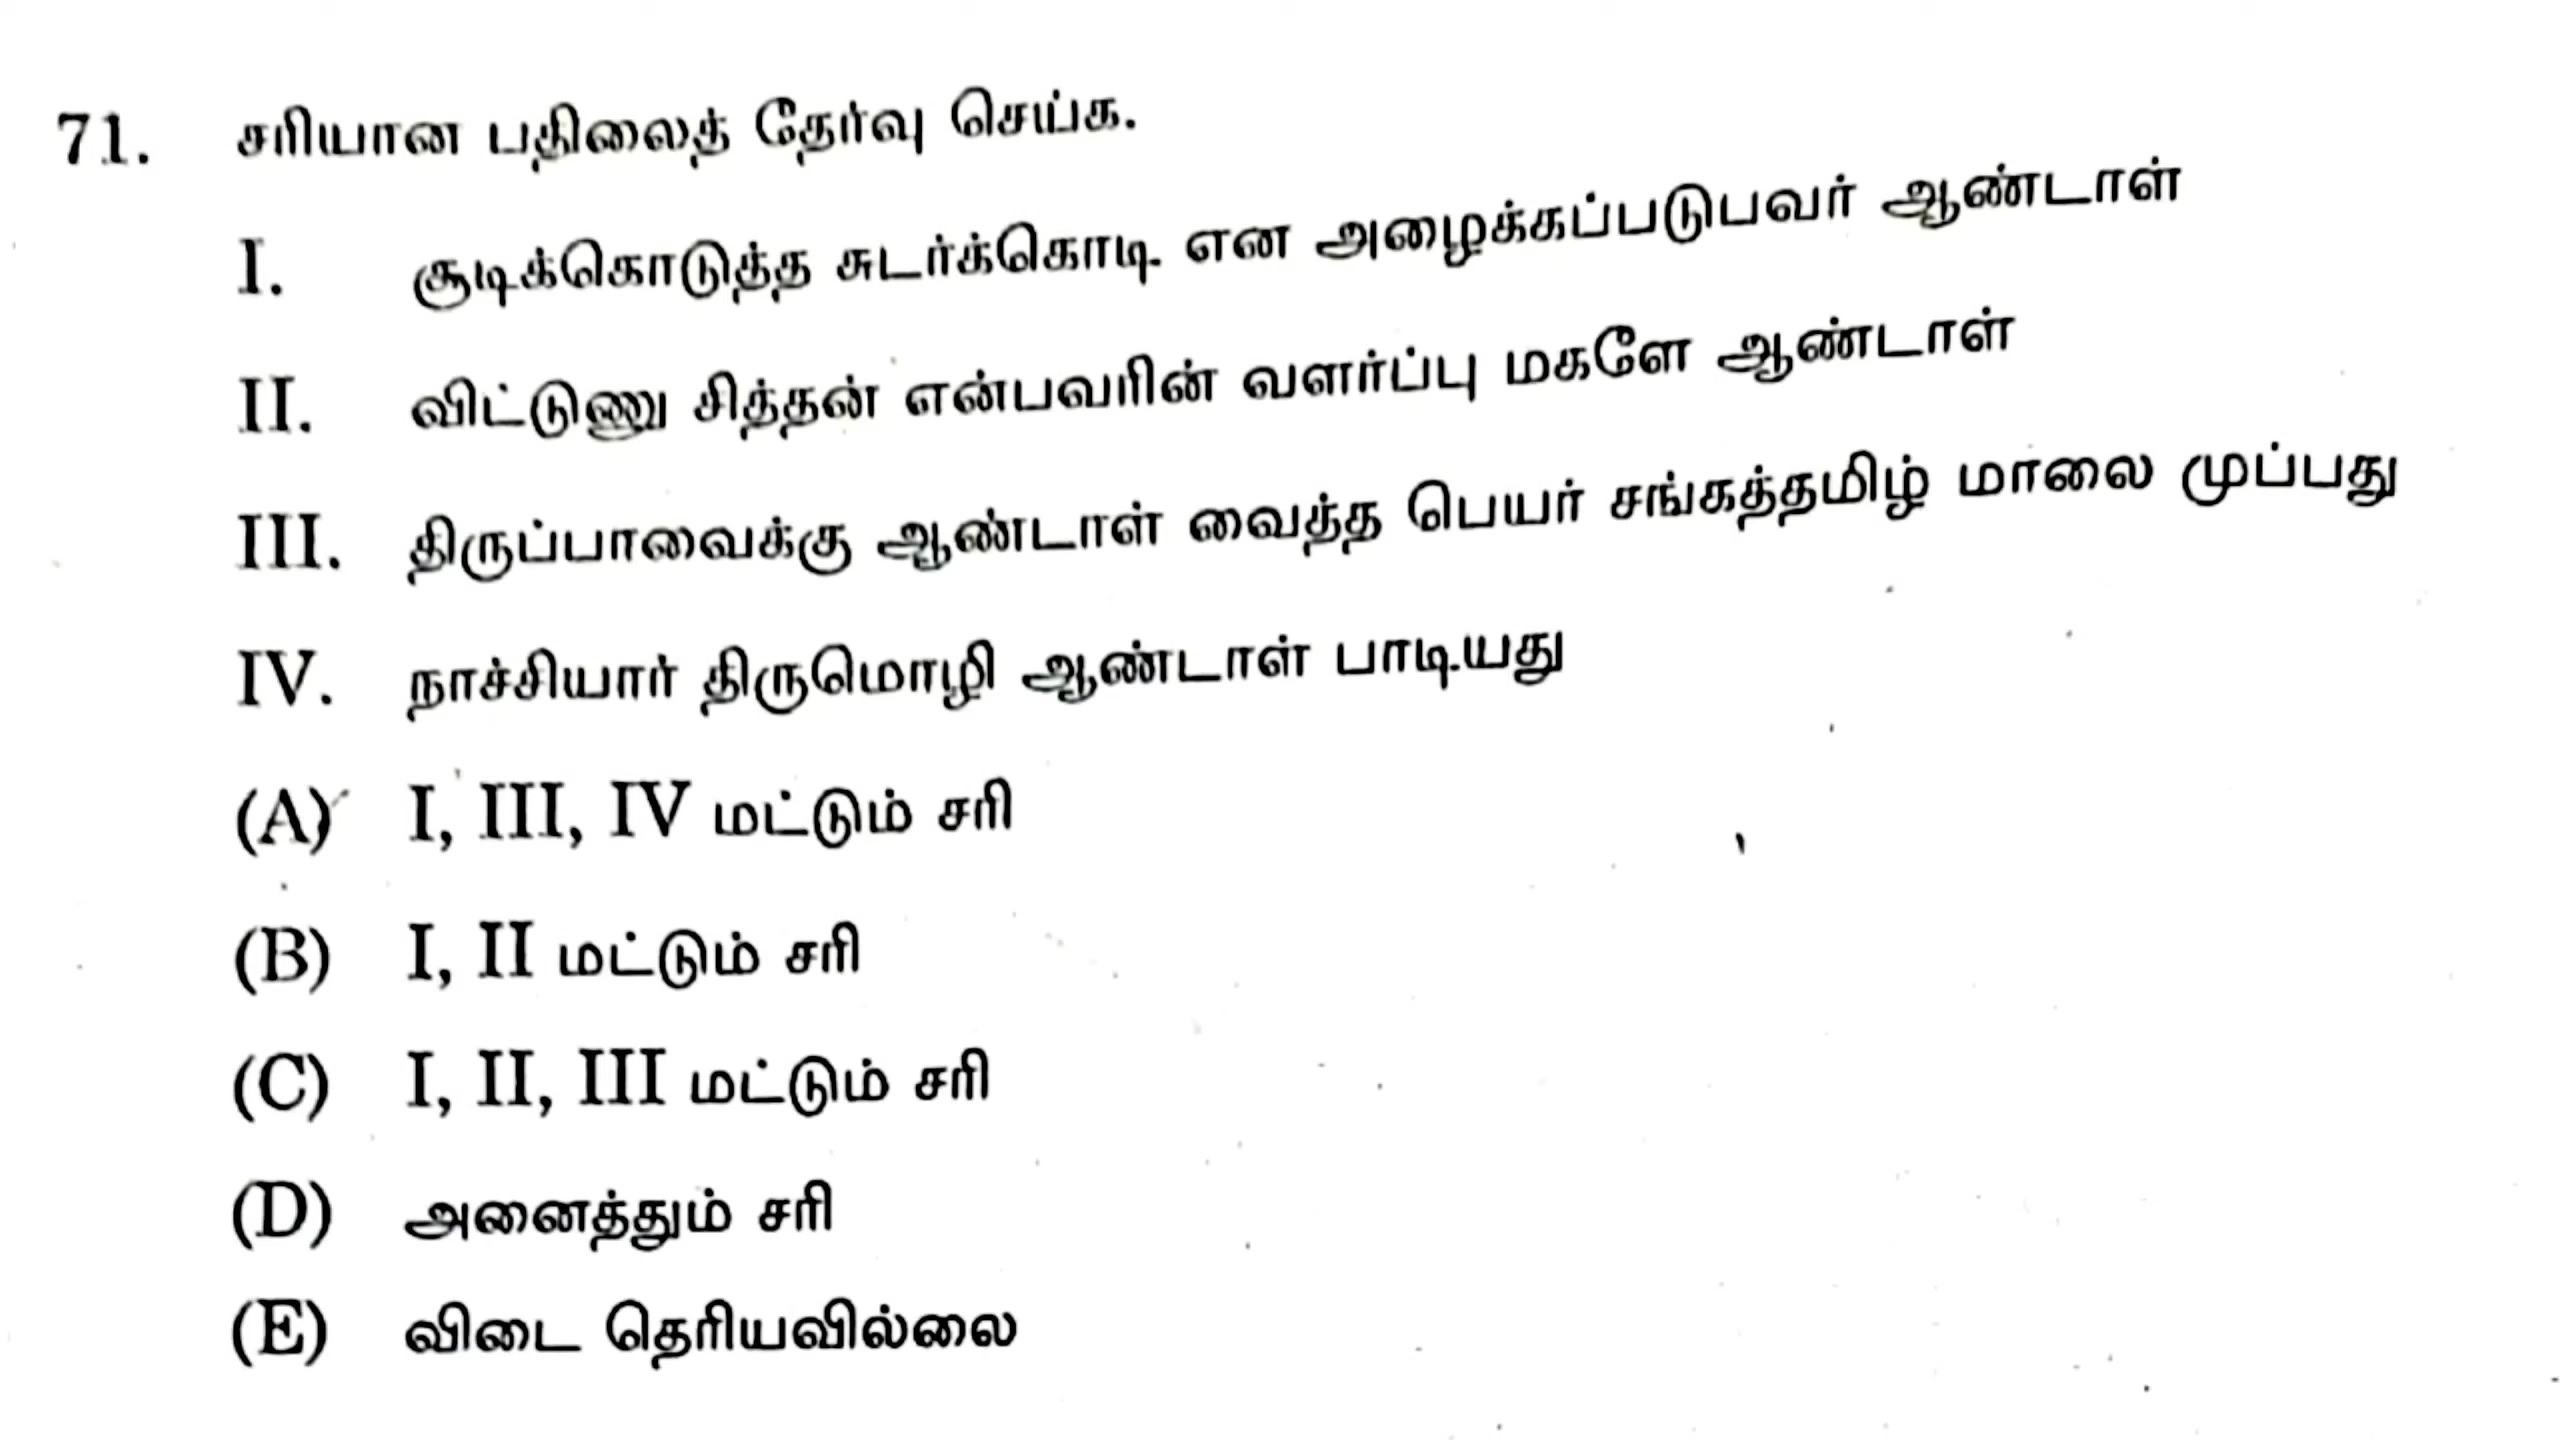 71. சரியான பதிலைத் தேர்வு செய்க.
I. சூடிக்கொடுத்த சுடர்க்கொடி என அழைக்கப்படுபவர் ஆண்டாள்
II. விட்டுணு சித்தன் என்பவரின் வளர்ப்பு மகளே ஆண்டாள்
III. திருப்பாவைக்கு ஆண்டாள் வைத்த பெயர் சங்கத்தமிழ் மாலை முப்பது
IV. நாச்சியார் திருமொழி ஆண்டாள் பாடியது
(A) I, III, IV மட்டும் சரி
(B) I, II மட்டும் சரி
(C) I, II, III மட்டும் சரி
(D) அனைத்தும் சரி
(E) விடை தெரியவில்லை